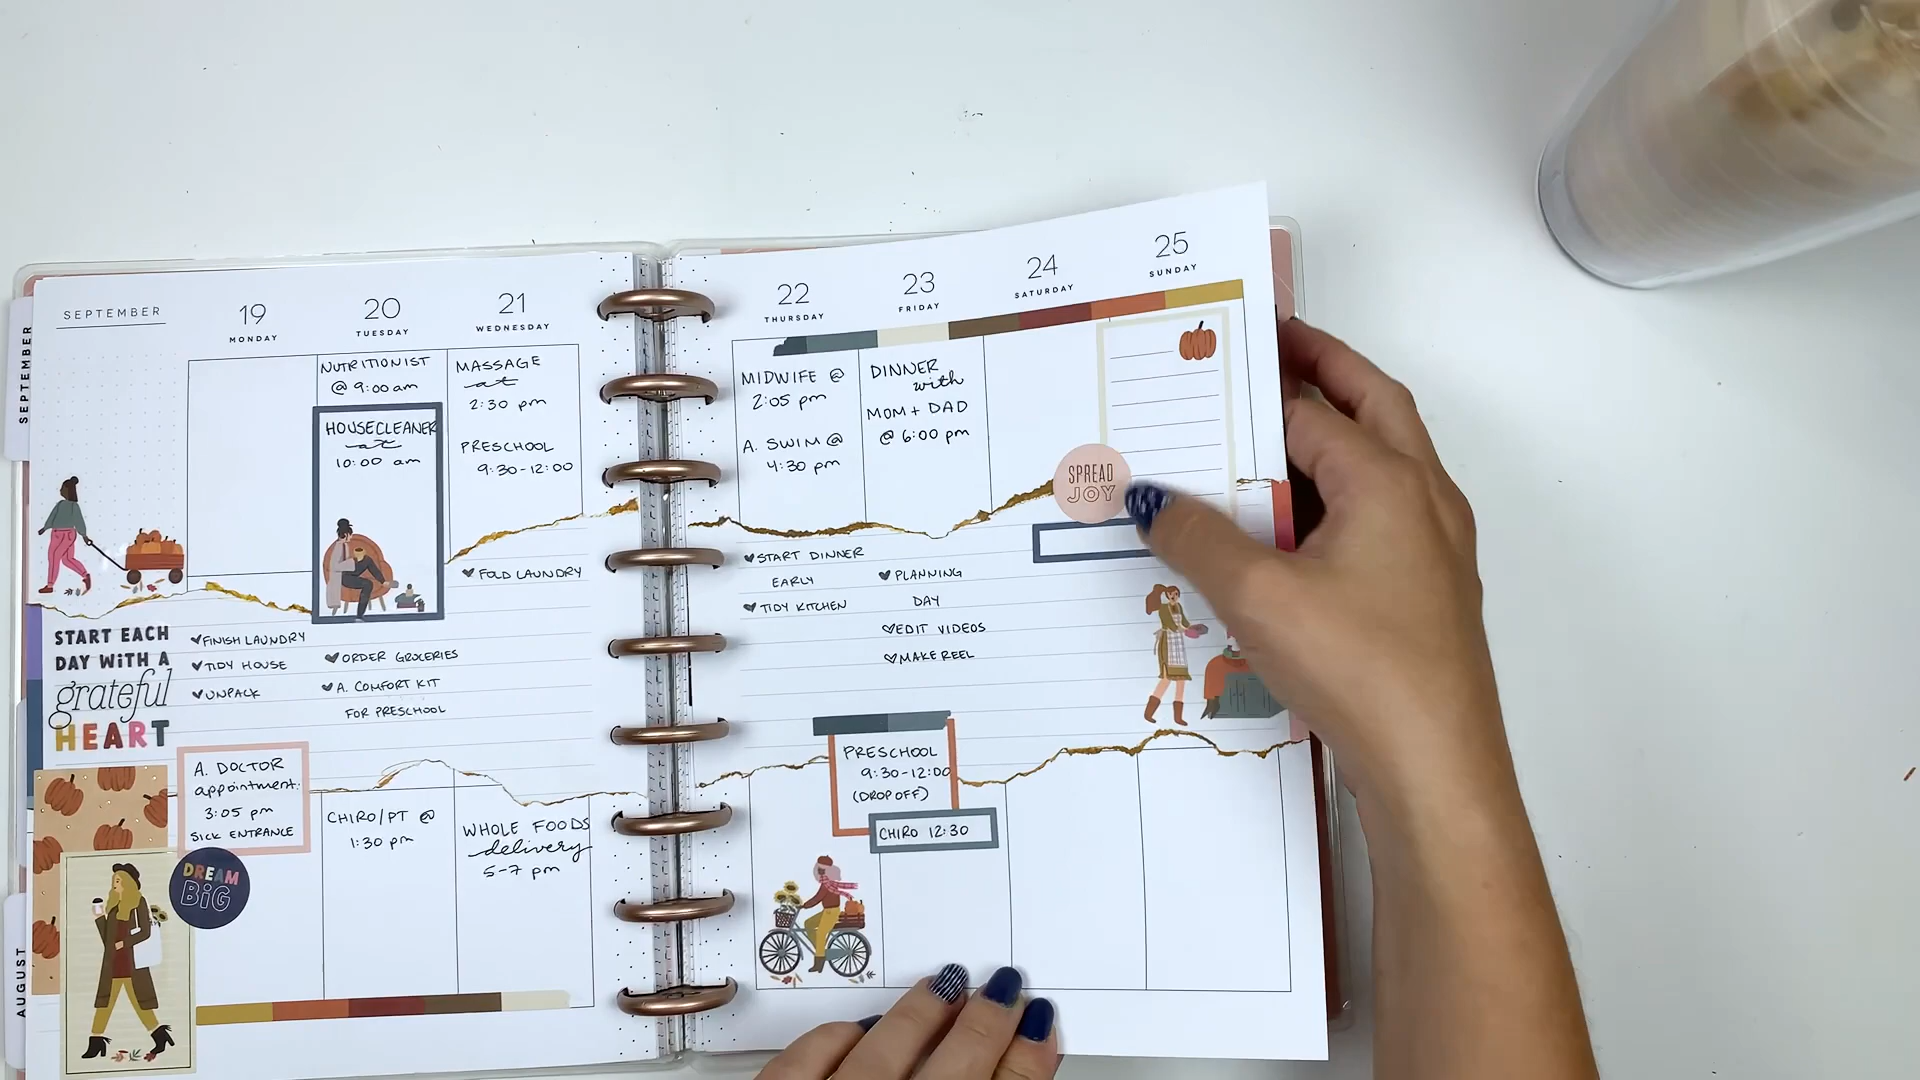 SEPTEMBER
SEPTEMBER
19
MONDAY
20
TUESDAY
21
WEDNESDAY
22
THURSDAY
23
FRIDAY
24
SATURDAY
25
SUNDAY
NUTRITIONIST
@ 9:00 am
HOUSECLEANER
at
10:00 am
MASSAGE
at
2:30 pm
PRESCHOOL
9:30-12:00
MIDWIFE @
2:05 pm
A. SWIM @
4:30 pm
DINNER
with
MOM + DAD
@ 6:00 pm
SPREAD
JOY
START EACH
DAY WITH A
grateful
HEART
FINISH LAUNDRY
TIDY HOUSE
UNPACK
ORDER GROCERIES
A. COMFORT KIT
FOR PRESCHOOL
FOLD LAUNDRY
START DINNER
EARLY
TIDY KITCHEN
PLANNING
DAY
EDIT VIDEOS
MAKE REEL
A. DOCTOR
appointment:
3:05 pm
SICK ENTRANCE
DREAM
BiG
CHIRO/PT @
1:30 pm
WHOLE FOODS
delivery
5-7 pm
PRESCHOOL
9:30-12:00
(DROP OFF)
CHIRO 12:30
AUGUST